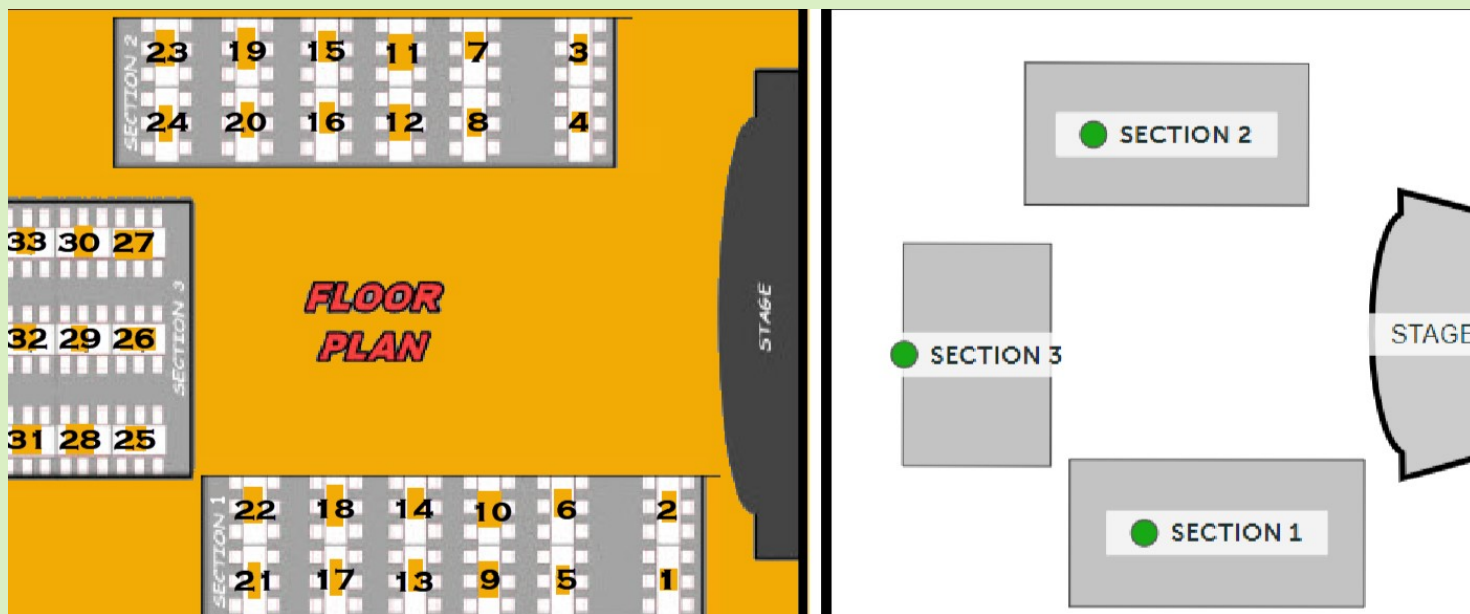 SECTION 2
23 19 15 11 7 3
24 20 16 12 8 4
33 30 27
32 29 26
31 28 25
SECTION 3
FLOOR
PLAN
STAGE
SECTION 1
22 18 14 10 6 2
21 17 13 9 5 1
SECTION 2
SECTION 3
STAGE
SECTION 1